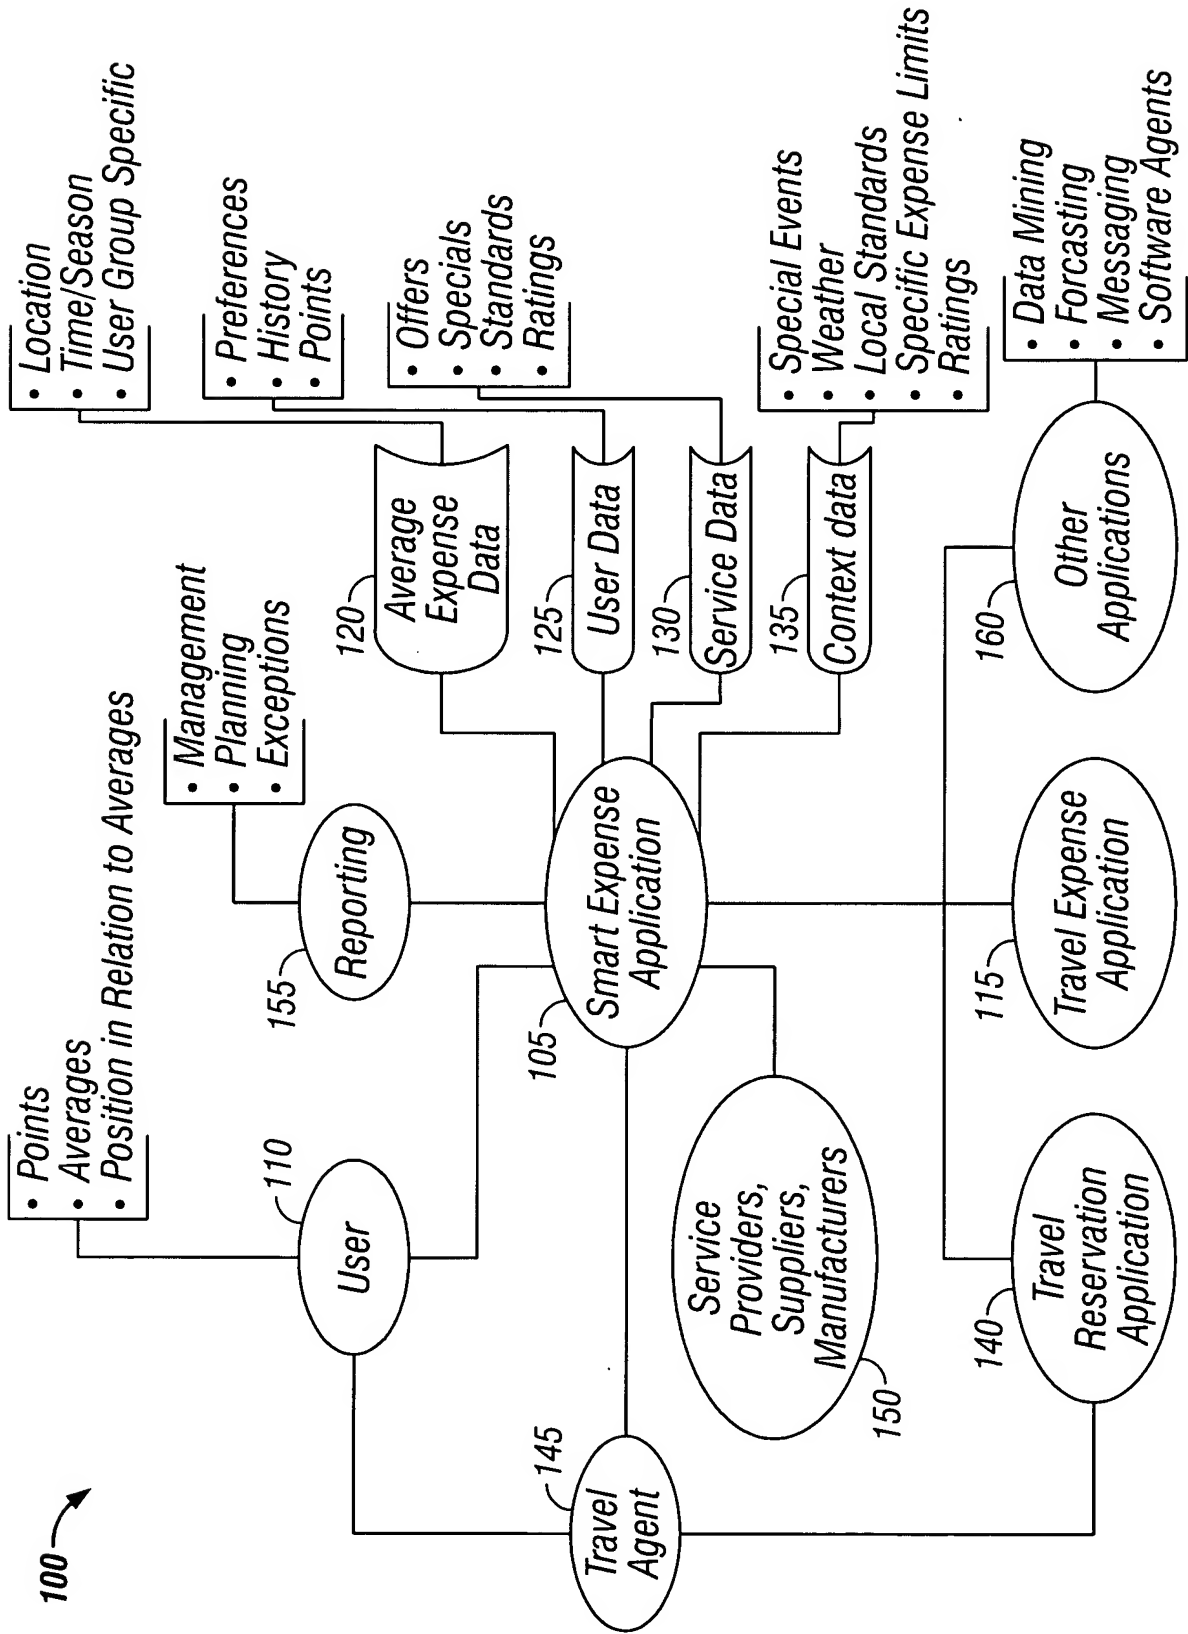 100
• Points
• Averages
• Position in Relation to Averages
• Management
• Planning
• Exceptions
• Location
• Time/Season
• User Group Specific
• Preferences
• History
• Points
• Offers
• Specials
• Standards
• Ratings
• Special Events
• Weather
• Local Standards
• Specific Expense Limits
• Ratings
• Data Mining
• Forcasting
• Messaging
• Software Agents
110
User
155
Reporting
120
Average
Expense
Data
125
User Data
130
Service Data
135
Context data
145
Travel
Agent
105
Smart Expense
Application
150
Service
Providers,
Suppliers,
Manufacturers
140
Travel
Reservation
Application
115
Travel Expense
Application
160
Other
Applications